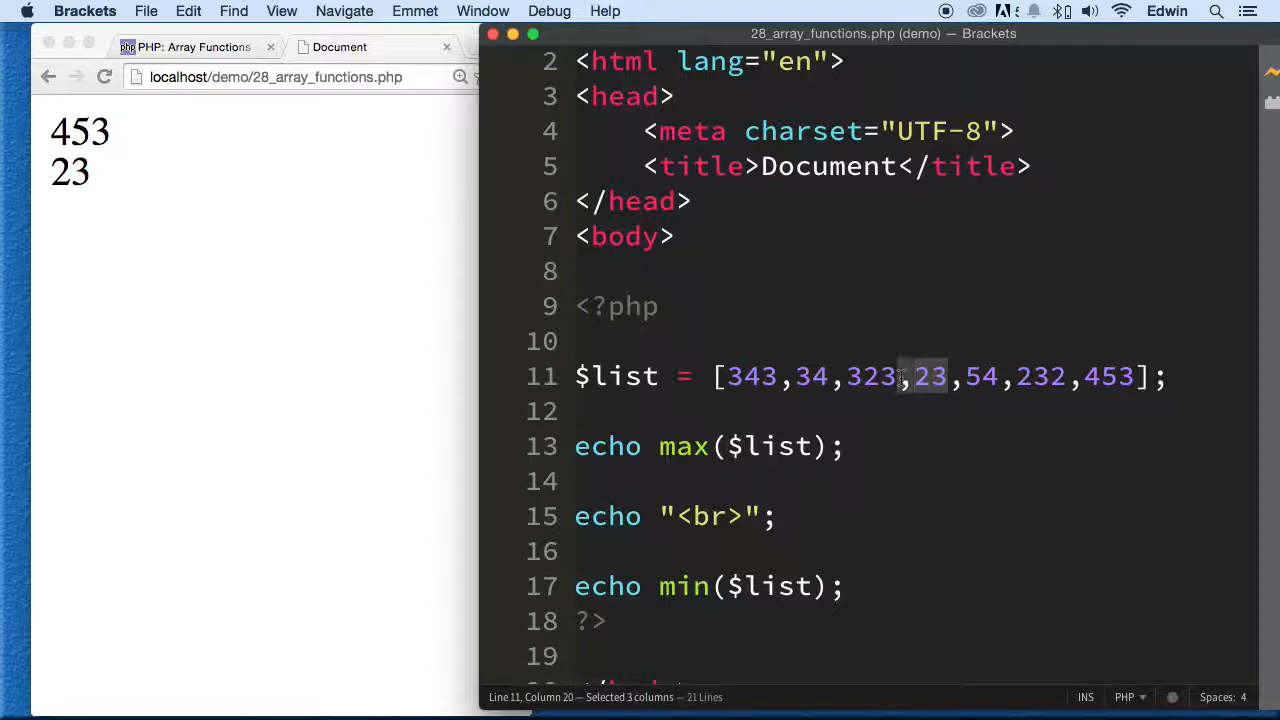 Brackets File Edit Find View Navigate Emmet Window Debug Help Edwin
PHP: Array Functions × Document ×
localhost/demo/28_array_functions.php
453
23
28_array_functions.php (demo) — Brackets
2 <html lang="en">
3 <head>
4 <meta charset="UTF-8">
5 <title>Document</title>
6 </head>
7 <body>
8
9 <?php
10
11 $list = [343,34,323,23,54,232,453];
12
13 echo max($list);
14
15 echo "<br>";
16
17 echo min($list);
18 ?>
19
Line 11, Column 20 — Selected 3 columns — 21 Lines INS PHP Spaces: 4